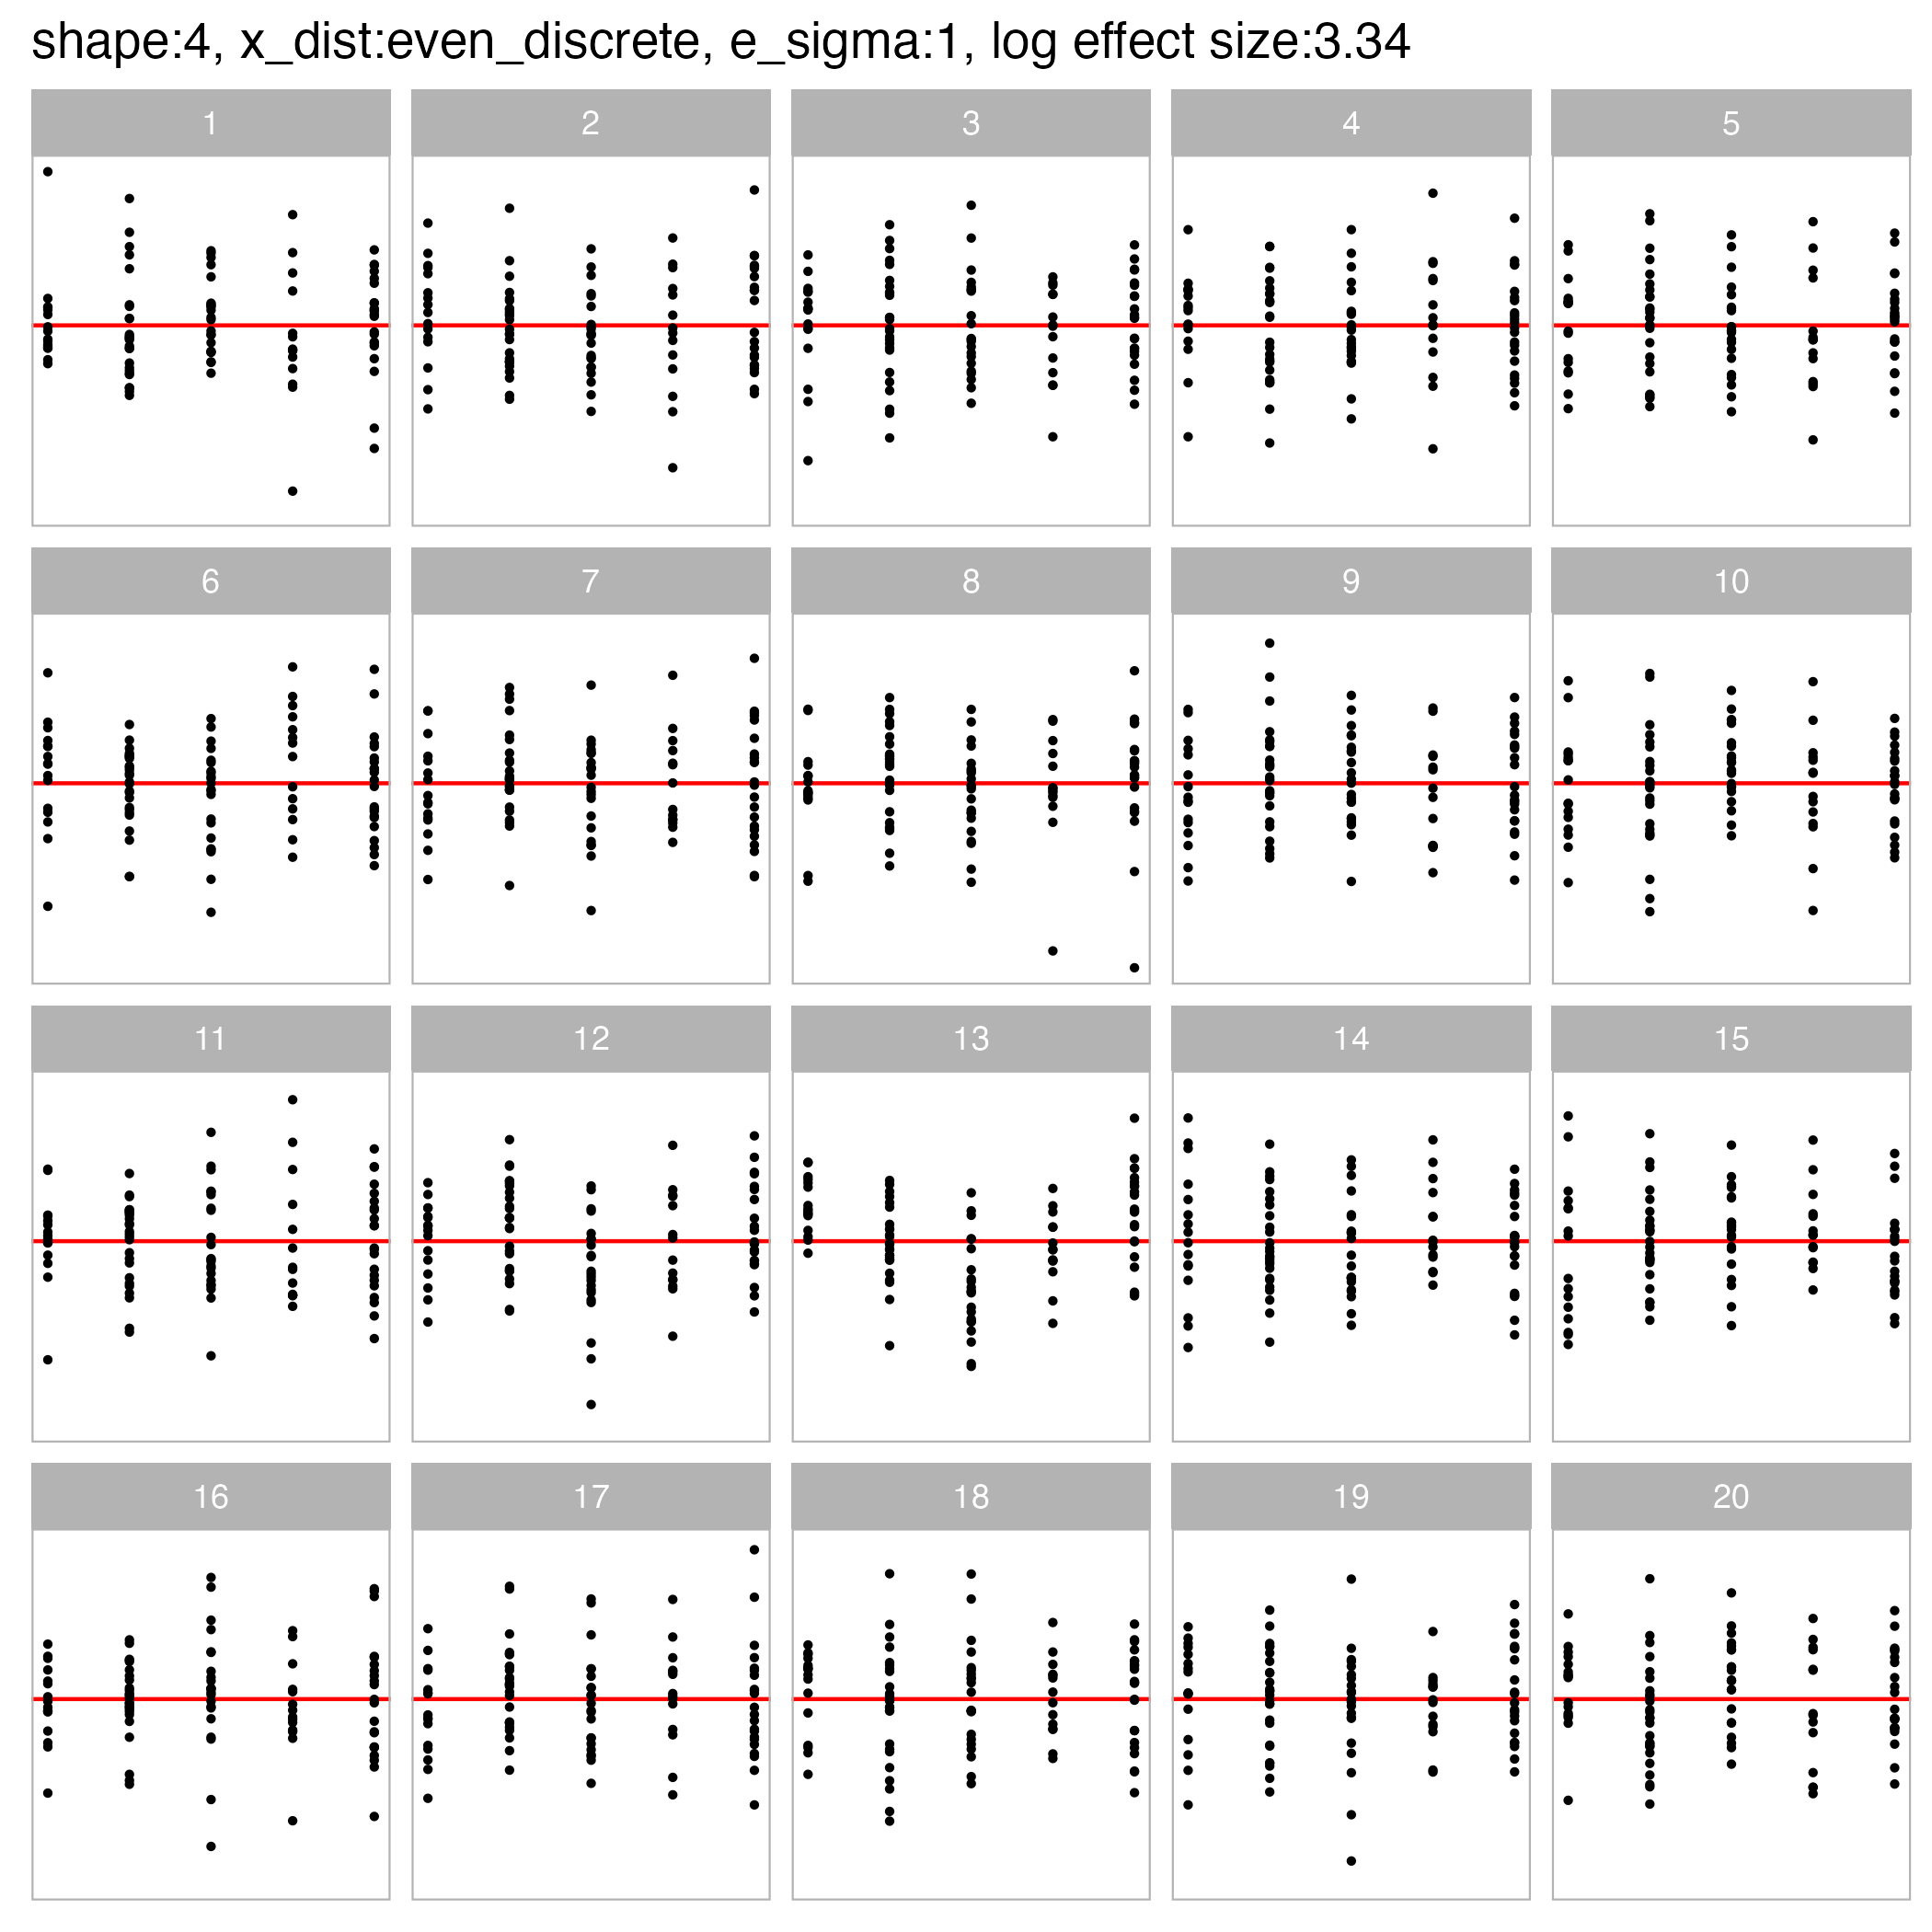 shape:4, x_dist:even_discrete, e_sigma:1, log effect size:3.34
1 2 3 4 5
6 7 8 9 10
11 12 13 14 15
16 17 18 19 20